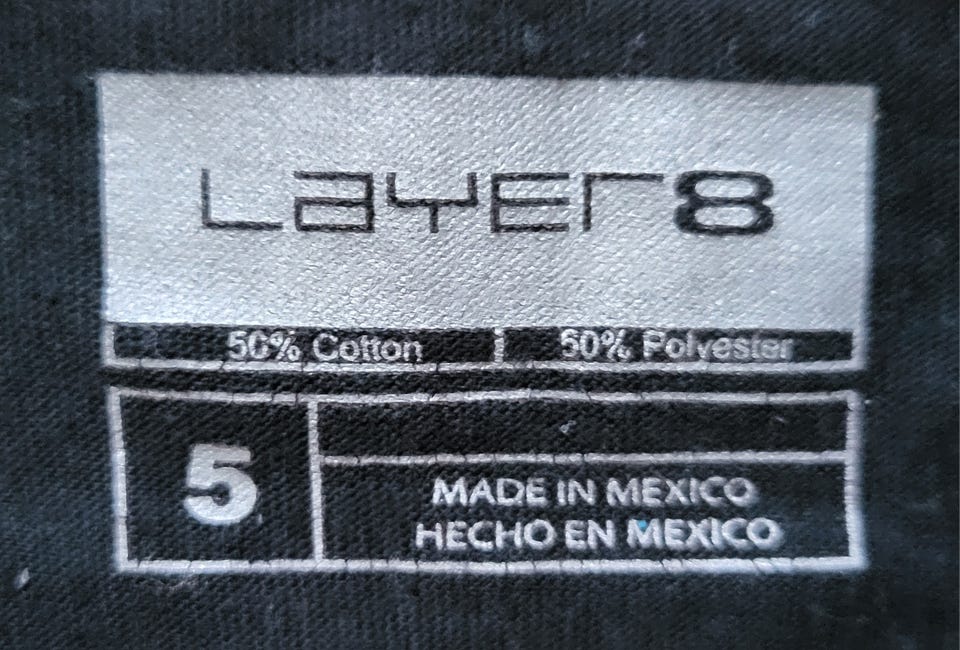 Layer8
50% Cotton 50% Polyester
5
MADE IN MEXICO
HECHO EN MEXICO